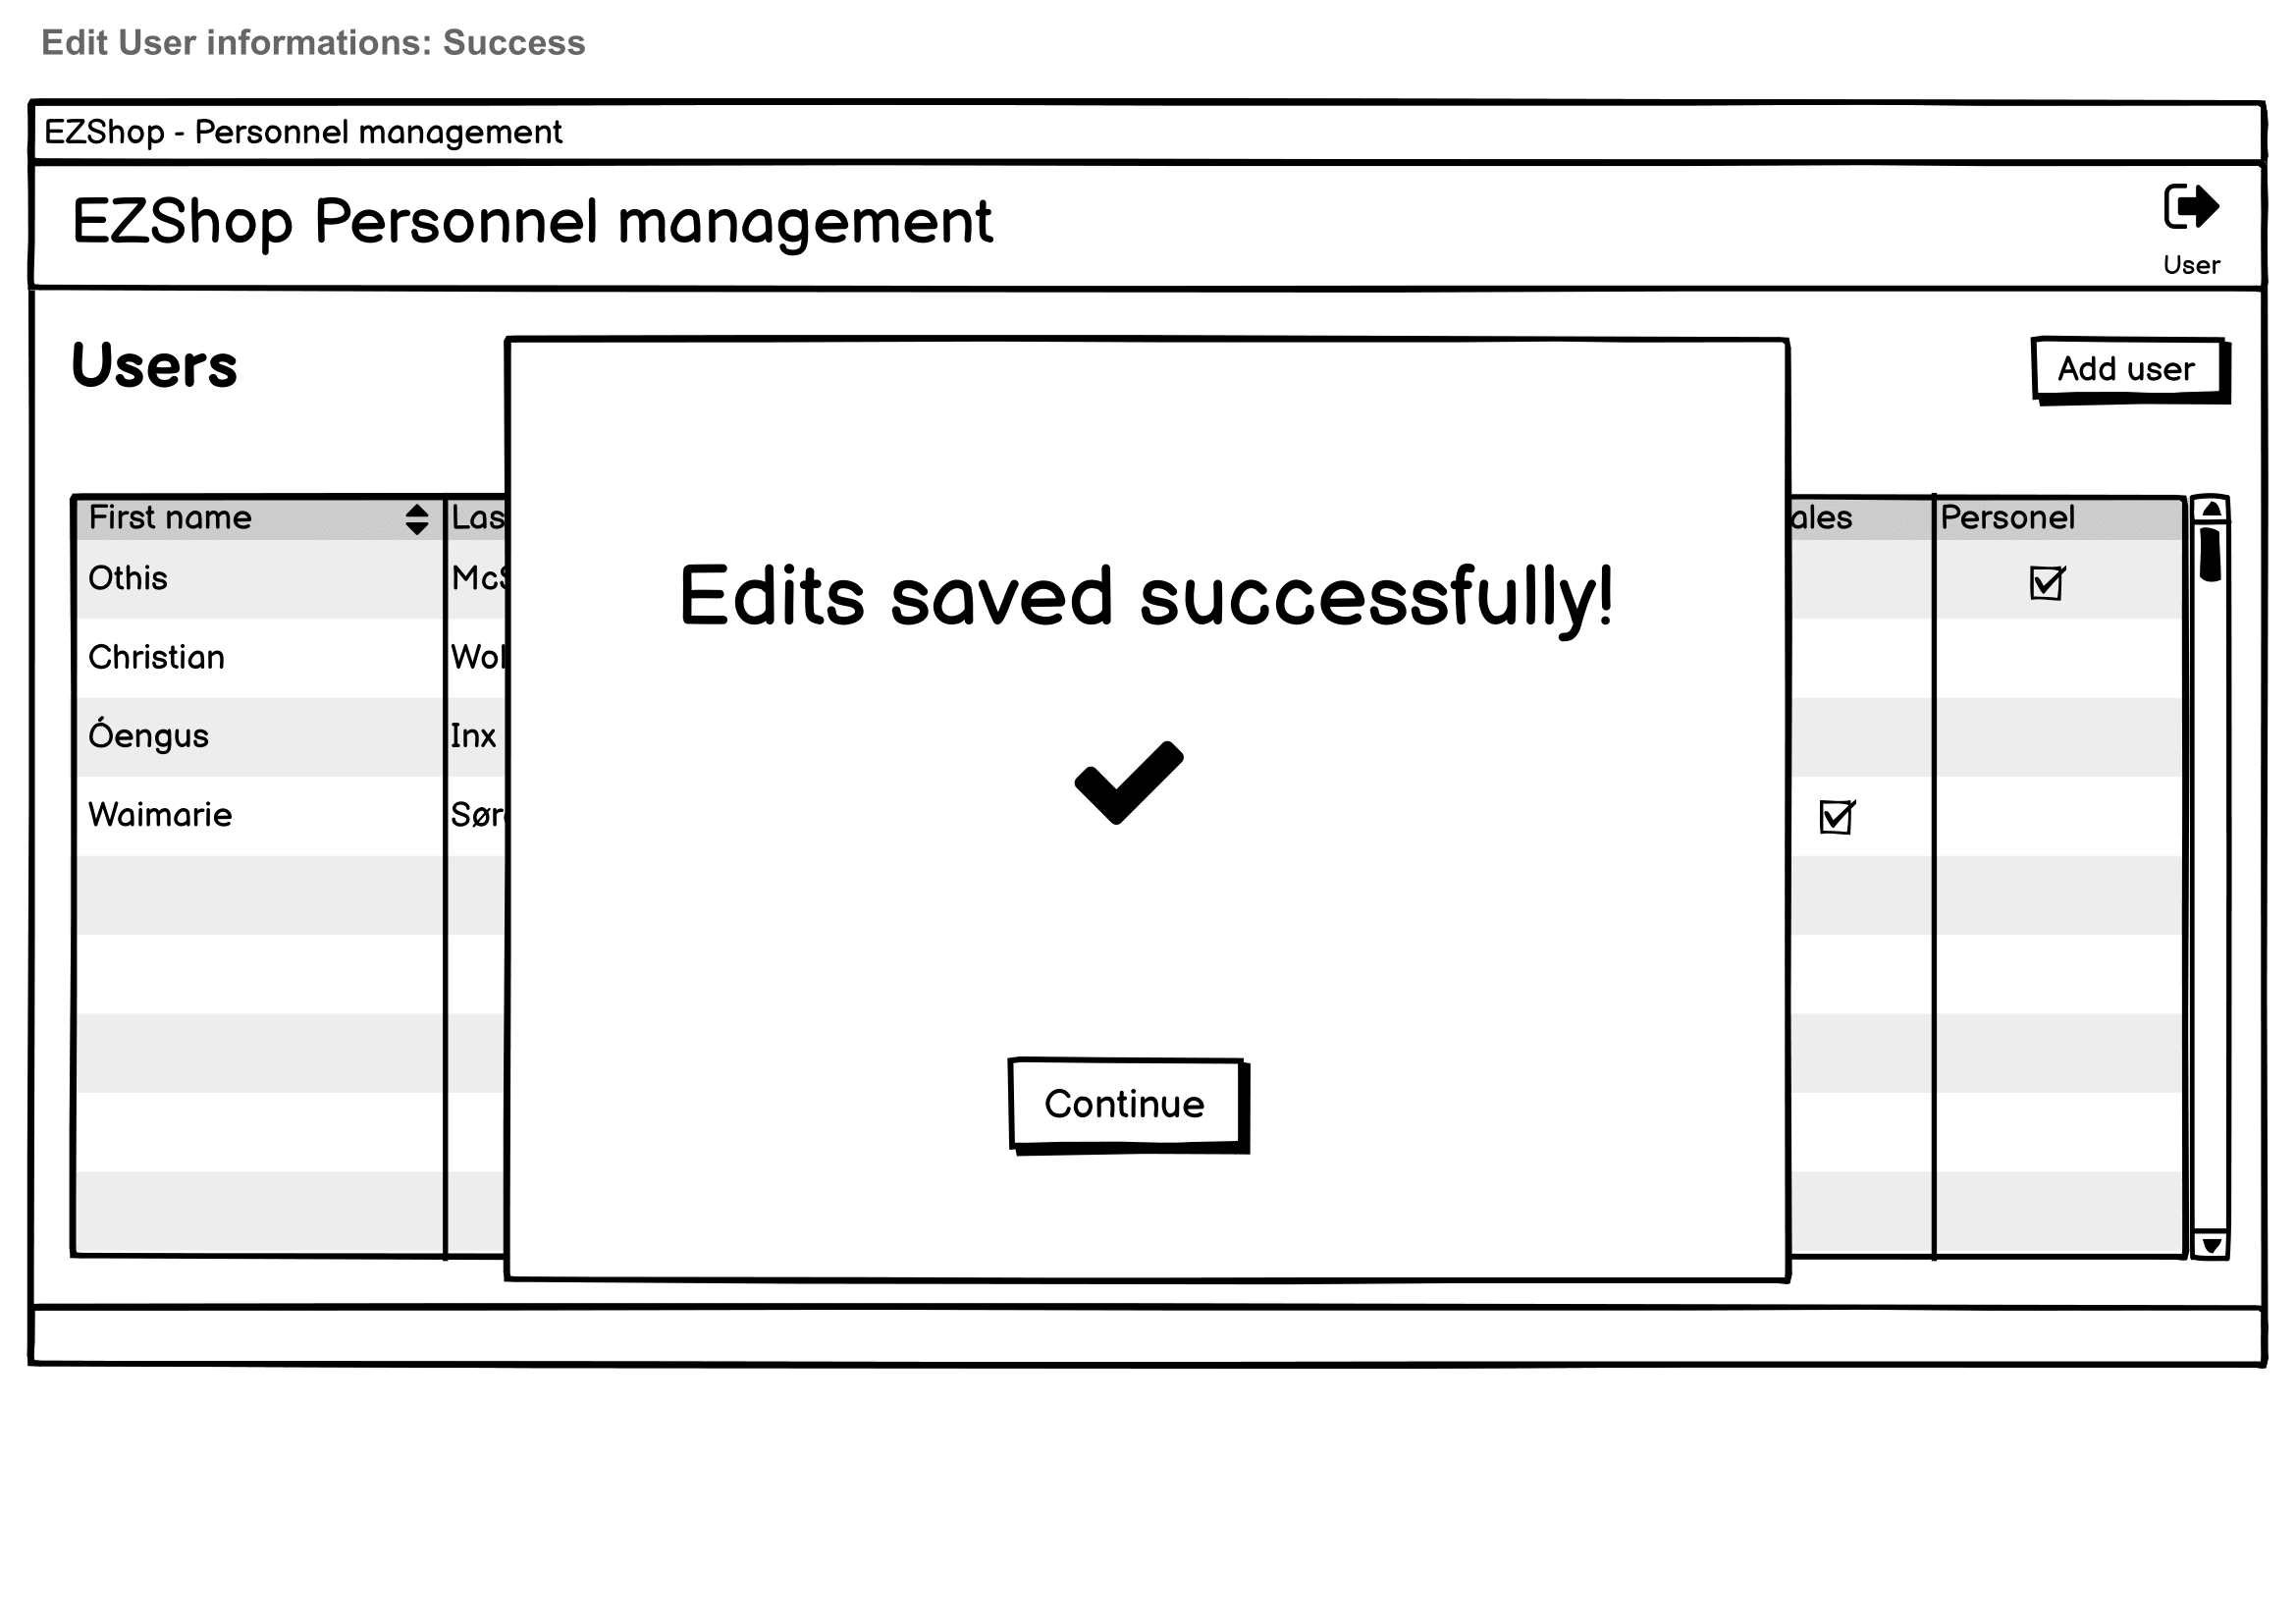 Edit User informations: Success
EZShop - Personnel management
EZShop Personnel management
User
Users
Add user
First name Las ales Personel
Othis McS
Christian Wol
Óengus Inx
Waimarie Sør
Edits saved successfully!
Continue